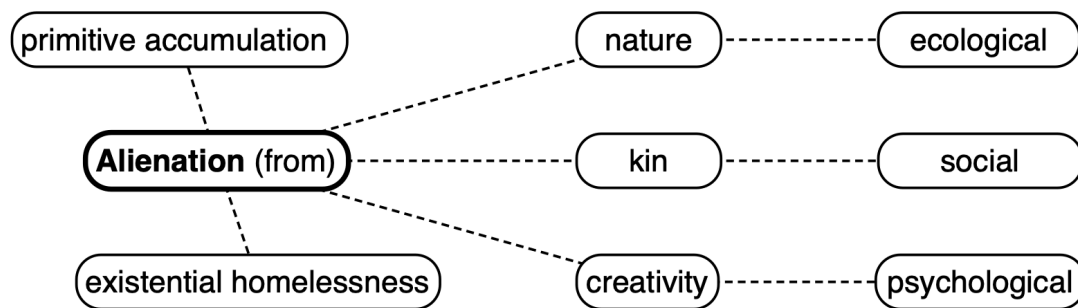 primitive accumulation
nature
ecological
Alienation (from)
kin
social
existential homelessness
creativity
psychological